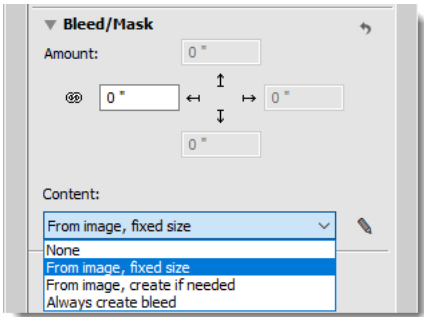 Bleed/Mask
Amount:
0 "
0 "
0 "
0 "
Content:
From image, fixed size
None
From image, fixed size
From image, create if needed
Always create bleed